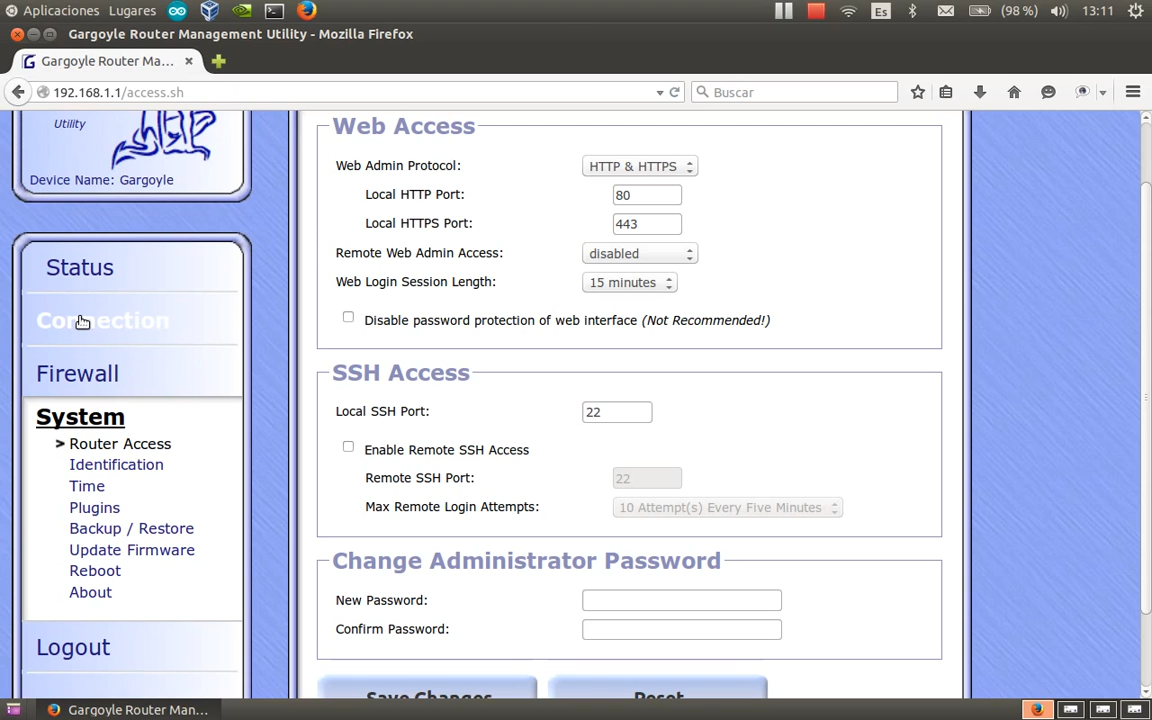 Aplicaciones Lugares Es (98 %) 13:11
Gargoyle Router Management Utility - Mozilla Firefox
Gargoyle Router Ma...
192.168.1.1/access.sh Buscar
Utility
Device Name: Gargoyle
Status
Connection
Firewall
System
> Router Access
Identification
Time
Plugins
Backup / Restore
Update Firmware
Reboot
About
Logout
Web Access
Web Admin Protocol: HTTP & HTTPS
Local HTTP Port: 80
Local HTTPS Port: 443
Remote Web Admin Access: disabled
Web Login Session Length: 15 minutes
Disable password protection of web interface (Not Recommended!)
SSH Access
Local SSH Port: 22
Enable Remote SSH Access
Remote SSH Port: 22
Max Remote Login Attempts: 10 Attempt(s) Every Five Minutes
Change Administrator Password
New Password:
Confirm Password:
Save Changes Reset
Gargoyle Router Man...